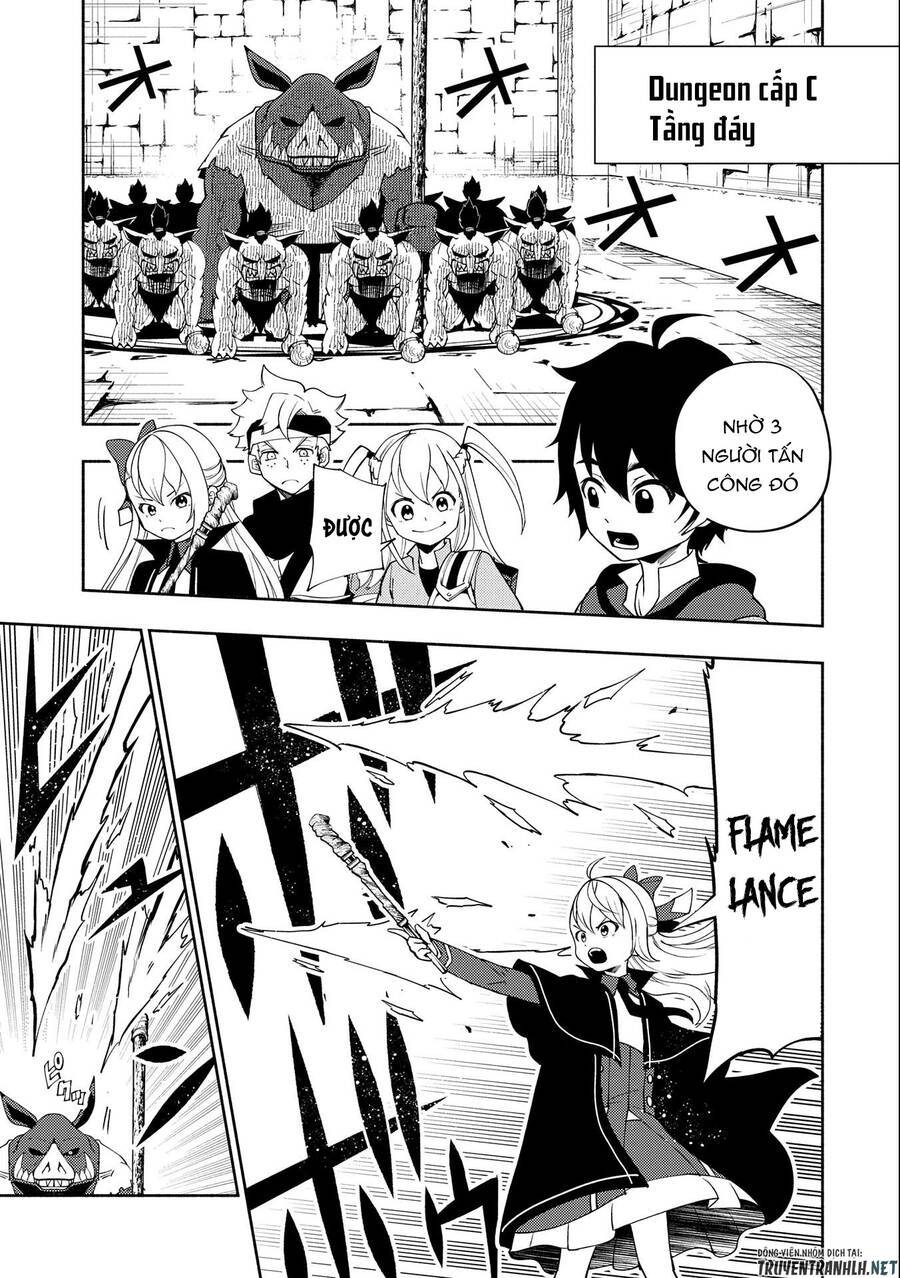 Dungeon cấp C
Tầng đáy
NHỜ 3
NGƯỜI TẤN
CÔNG ĐÓ
ĐƯỢC
FLAME
LANCE
ĐỘNG VIÊN NHÓM DỊCH TẠI:
TRUYENTRANHLH.NET